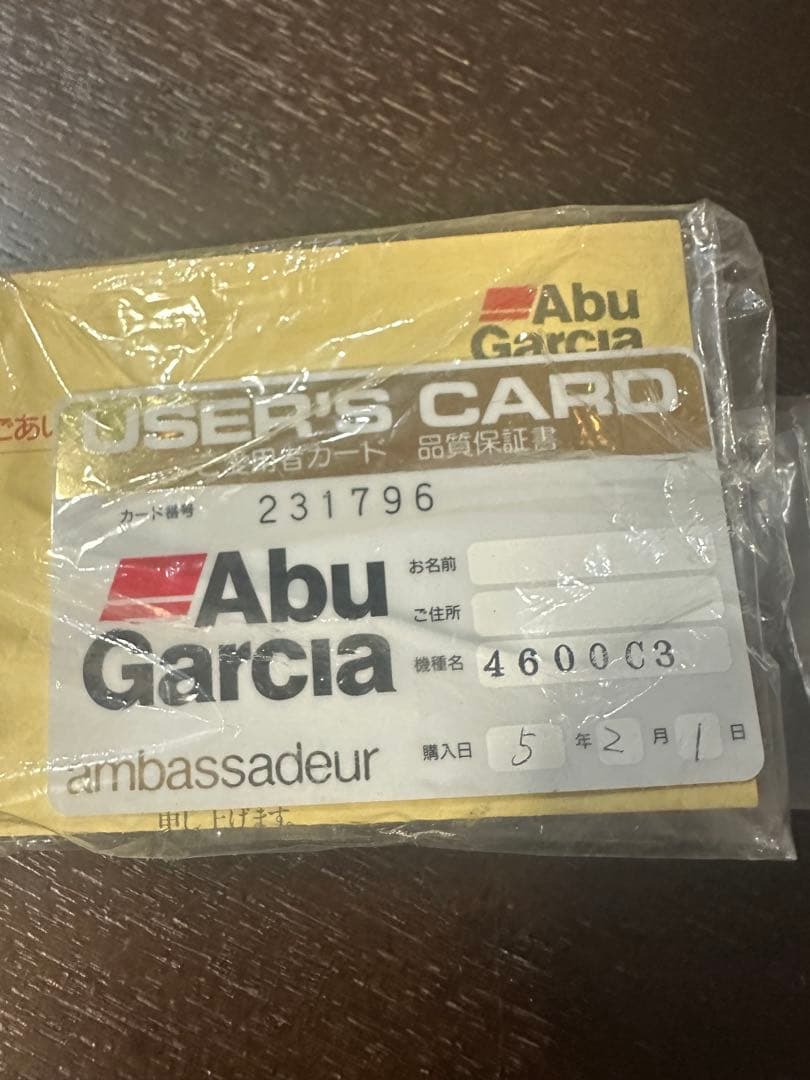 Abu
Garcia
ごあい
USER'S CARD
ご愛用者カード 品質保証書
カード番号 231796
Abu
Garcia
ambassadeur
お名前
ご住所
機種名 4600C3
購入日 5年2月1日
申し上げます。